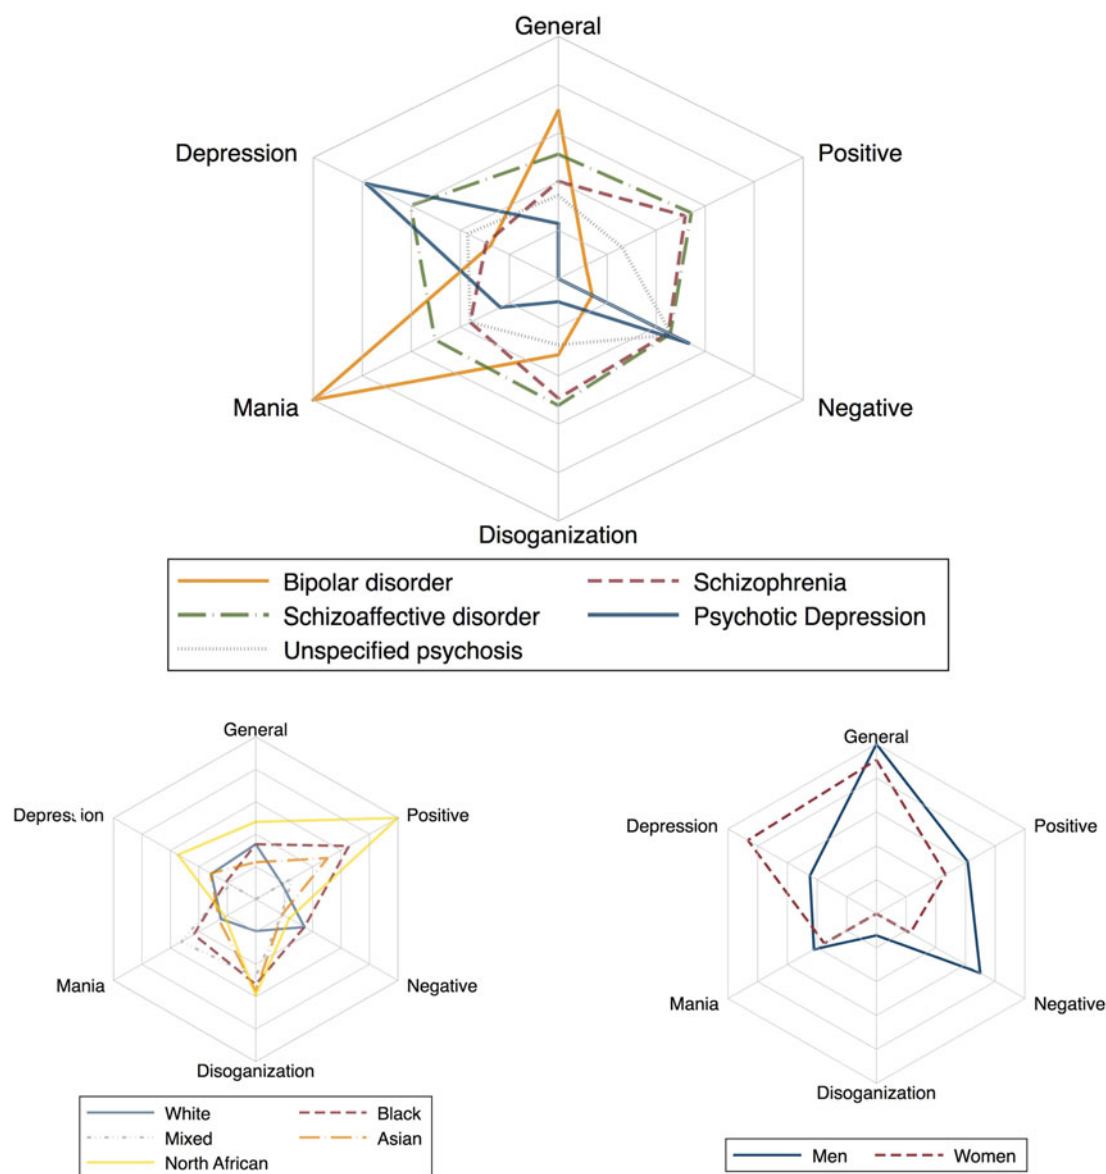 General
Depression
Positive
Mania
Negative
Disoganization
Bipolar disorder
Schizophrenia
Schizoaffective disorder
Psychotic Depression
Unspecified psychosis
General
Depression
Positive
Mania
Negative
Disoganization
White
Black
Mixed
Asian
North African
General
Depression
Positive
Mania
Negative
Disoganization
Men
Women